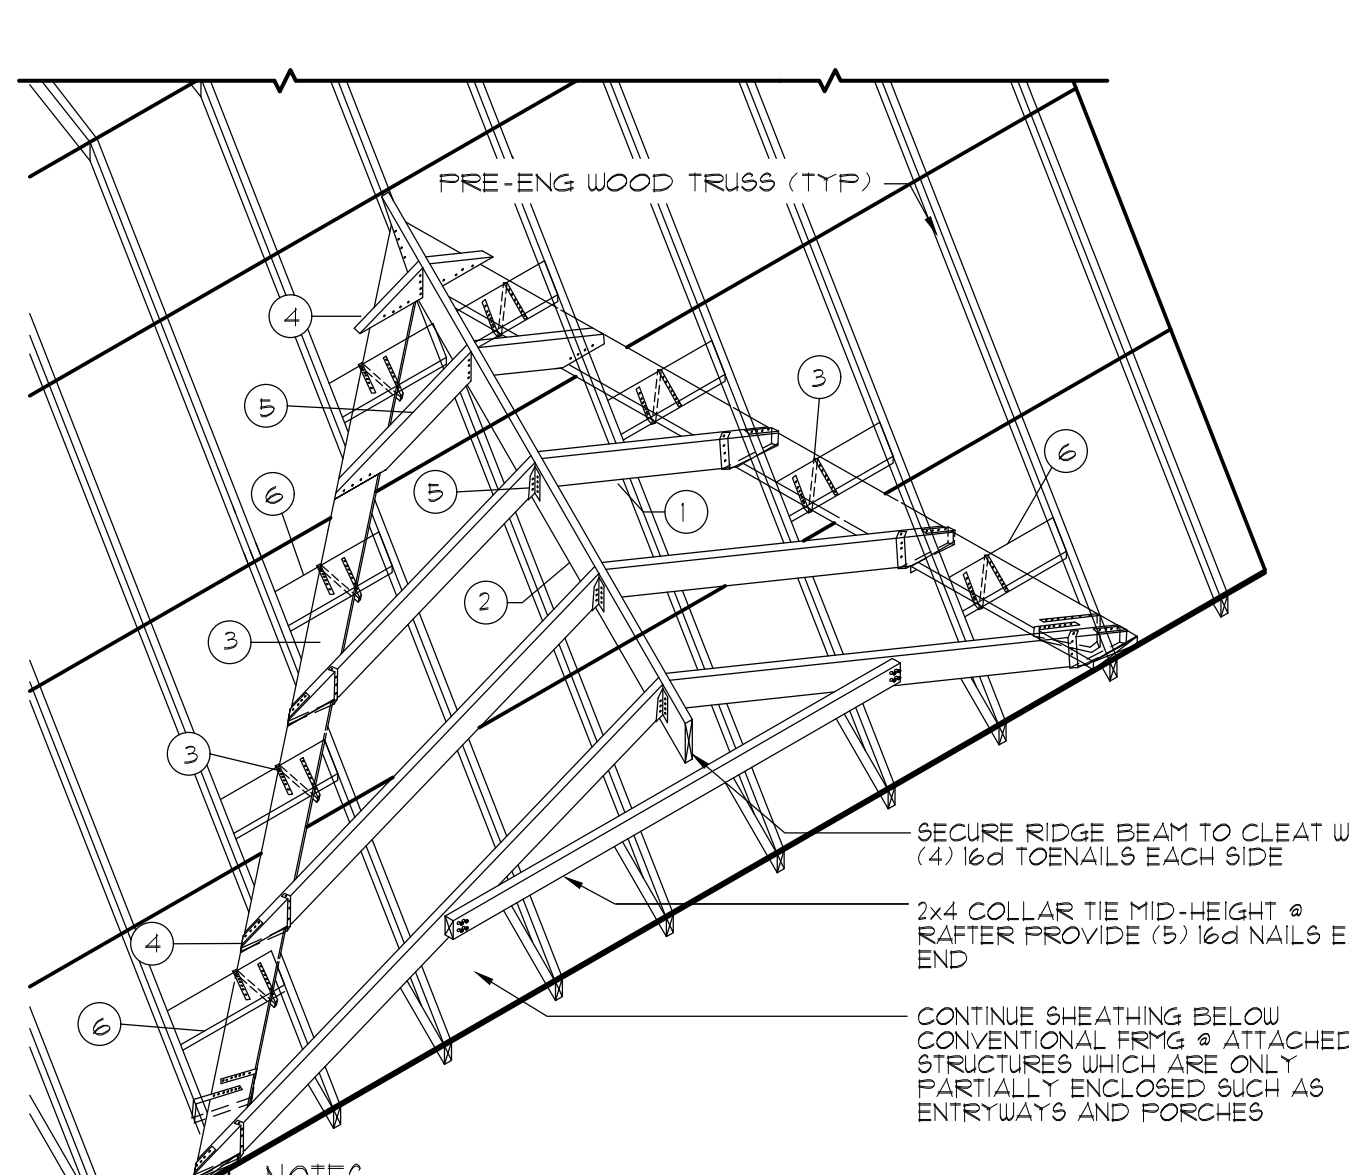 PRE-ENG WOOD TRUSS (TYP)
4
3
5
6
5
6
1
2
3
3
SECURE RIDGE BEAM TO CLEAT W
(4) 16d TOENAILS EACH SIDE
2x4 COLLAR TIE MID-HEIGHT @
RAFTER PROVIDE (5) 16d NAILS E.
END
4
6
CONTINUE SHEATHING BELOW
CONVENTIONAL FRMG @ ATTACHED
STRUCTURES WHICH ARE ONLY
PARTIALLY ENCLOSED SUCH AS
ENTRYWAYS AND PORCHES
NOTES